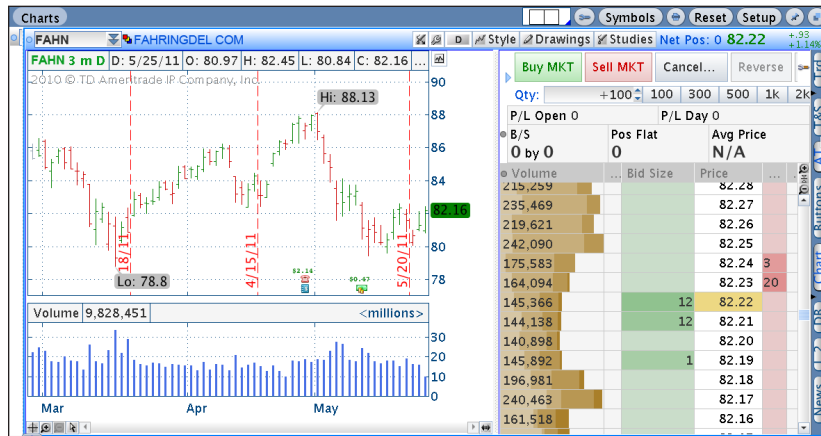 Charts
Symbols Reset Setup
FAHN FAHRINGDEL COM D Style Drawings Studies Net Pos: 0 82.22 +.93 +1.14%
FAHN 3 m D D: 5/25/11 O: 80.97 H: 82.45 L: 80.84 C: 82.16 ...
2010 © TD Ameritrade IP Company, Inc.
Hi: 88.13
Lo: 78.8
90
88
86
84
82.16
80
78
18/11
4/15/11
5/20/11
52.14
50.47
Volume 9,828,451 <millions>
30
20
10
0
Mar Apr May
Buy MKT Sell MKT Cancel... Reverse
Qty: +100 100 300 500 1k 2k
P/L Open 0 P/L Day 0
B/S Pos Flat Avg Price
0 by 0 0 N/A
Volume ... Bid Size Price ... ...
215,259 82.28
235,469 82.27
219,621 82.26
242,090 82.25
175,583 82.24 3
164,094 82.23 20
145,366 12 82.22
144,138 12 82.21
140,898 82.20
145,892 1 82.19
196,981 82.18
240,463 82.17
161,518 82.16
Trd
T&S
AT
Buttons
Chart
DB
L 2
News